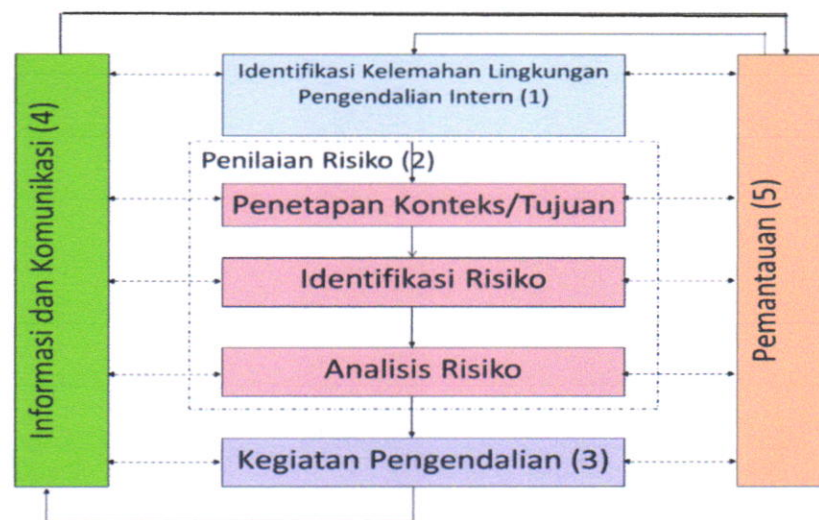 Informasi dan Komunikasi (4)
Identifikasi Kelemahan Lingkungan
Pengendalian Intern (1)
Penilaian Risiko (2)
Penetapan Konteks/Tujuan
Identifikasi Risiko
Analisis Risiko
Kegiatan Pengendalian (3)
Pemantauan (5)